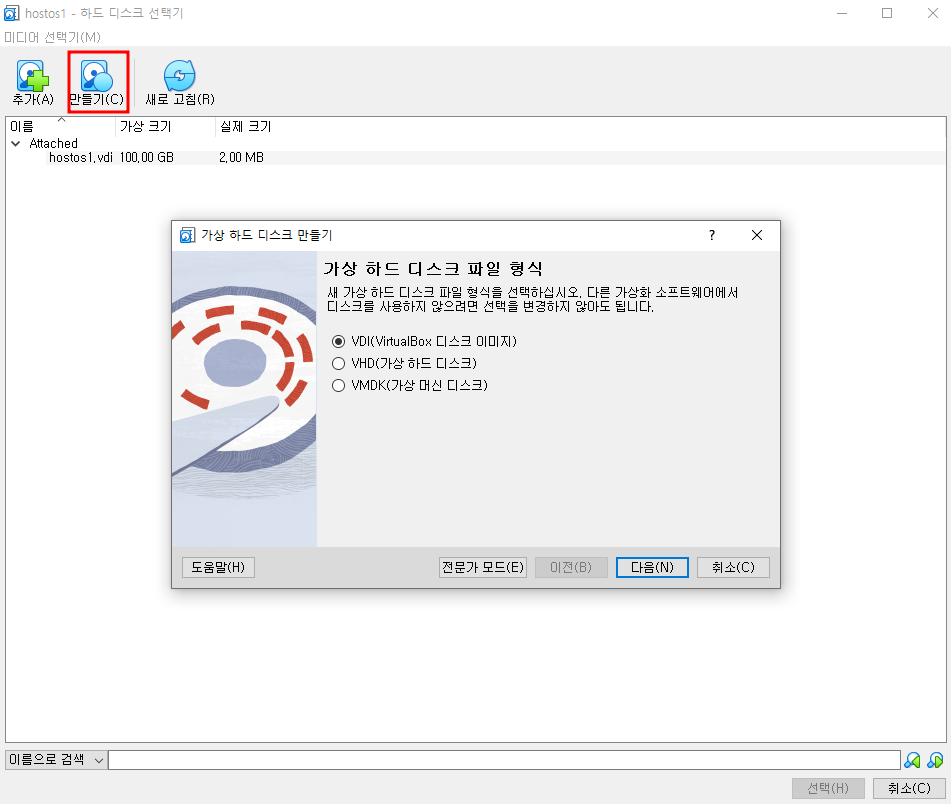 hostos1 - 하드 디스크 선택기
미디어 선택기(M)
추가(A) 만들기(C) 새로 고침(R)
이름 가상 크기 실제 크기
Attached
hostos1.vdi 100.00 GB 2.00 MB
가상 하드 디스크 만들기 ?
가상 하드 디스크 파일 형식
새 가상 하드 디스크 파일 형식을 선택하십시오. 다른 가상화 소프트웨어에서
디스크를 사용하지 않으려면 선택을 변경하지 않아도 됩니다.
VDI(VirtualBox 디스크 이미지)
VHD(가상 하드 디스크)
VMDK(가상 머신 디스크)
도움말(H) 전문가 모드(E) 이전(B) 다음(N) 취소(C)
이름으로 검색
선택(H) 취소(C)